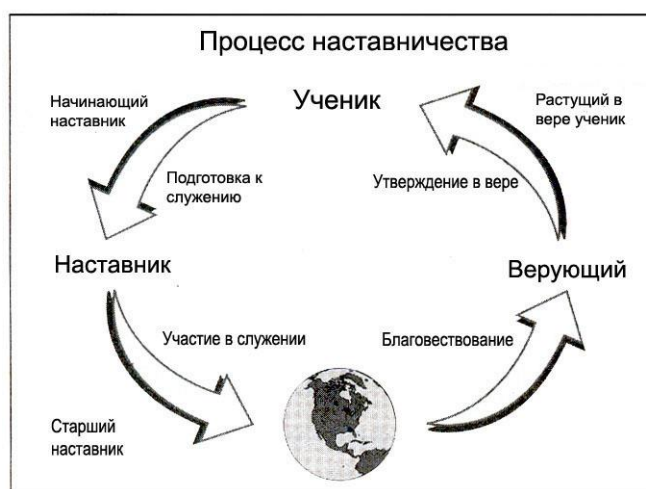 Процесс наставничества
Начинающий
наставник
Ученик
Растущий в
вере ученик
Подготовка к
служению
Утверждение в вере
Наставник
Верующий
Участие в служении
Благовествование
Старший
наставник